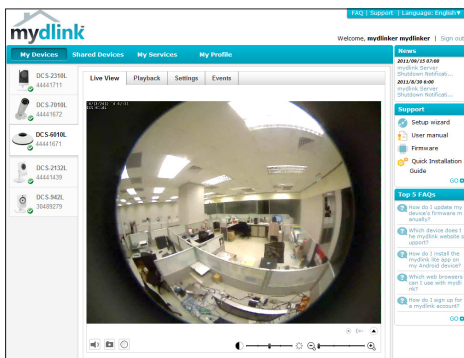 FAQ | Support | Language: English▼
mydlink
Welcome, mydlinker mydlinker | Sign out
My Devices
Shared Devices
My Services
My Profile
DCS-2310L
44441711
DCS-7010L
44441672
DCS-6010L
44441671
DCS-2132L
44441439
DCS-942L
30489279
Live View
Playback
Settings
Events
News
2011/09/15 07:00
mydlink Server
Shutdown Notificati...
2011/8/30 6:00
mydlink Server
Shutdown Notificati...
Support
Setup wizard
User manual
Firmware
Quick Installation
Guide
GO
Top 5 FAQs
How do I update my
device's firmware m
anually?
Which device does t
he mydlink website s
upport?
How do I install the
mydlink lite app on
my Android device?
Which web browsers
can I use with mydli
nk?
How do I sign up for
a mydlink account?
GO